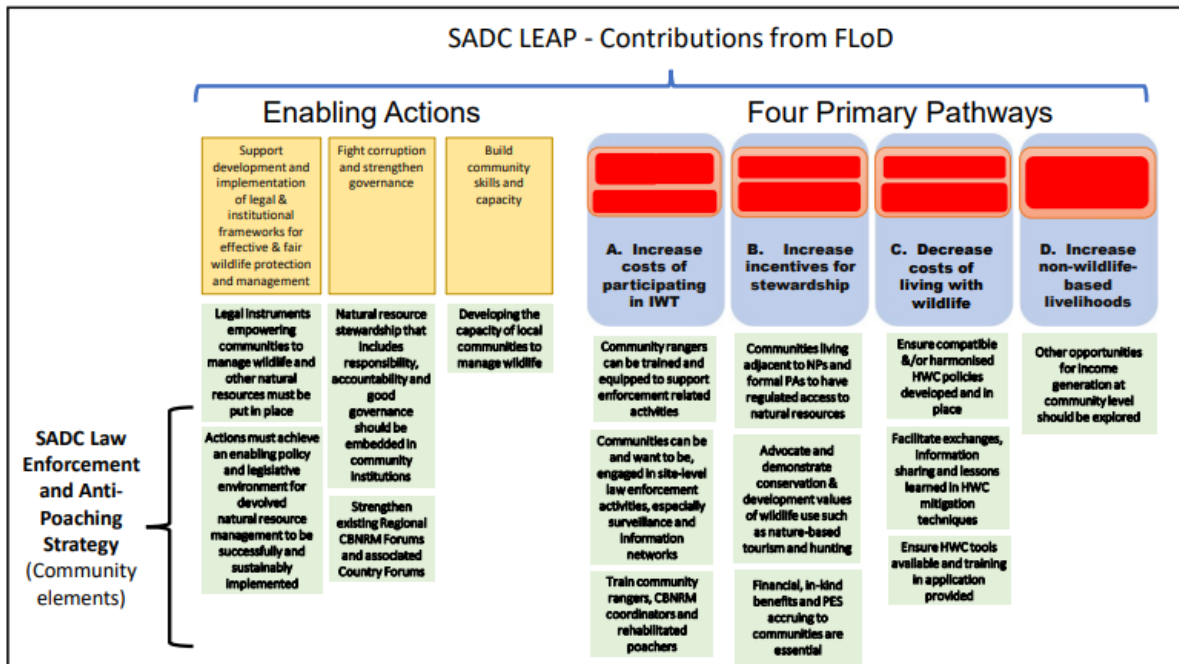 SADC LEAP - Contributions from FLoD
Enabling Actions
Support
development and
implementation
of legal &
institutional
frameworks for
effective & fair
wildlife protection
and management
Fight corruption
and strengthen
governance
Build
community
skills and
capacity
Legal instruments
empowering
communities to
manage wildlife and
other natural
resources must be
put in place
Actions must achieve
an enabling policy
and legislative
environment for
devolved
natural resource
management to be
successfully and
sustainably
implemented
Natural resource
stewardship that
includes
responsibility,
accountability and
good
governance
should be
embedded in
community
institutions
Strengthen
existing Regional
CBNRM Forums
and associated
Country Forums
Developing the
capacity of local
communities to
manage wildlife
Four Primary Pathways
A. Increase
costs of
participating
in IWT
Community rangers
can be trained and
equipped to support
enforcement related
activities
Communities can be
and want to be,
engaged in site-level
law enforcement
activities, especially
surveillance and
information
networks
Train community
rangers, CBNRM
coordinators and
rehabilitated
poachers
B. Increase
incentives for
stewardship
Communities living
adjacent to NPs and
formal PAs to have
regulated access to
natural resources
Advocate and
demonstrate
conservation &
development values
of wildlife use such
as nature-based
tourism and hunting
Financial, in-kind
benefits and PES
accruing to
communities are
essential
C. Decrease
costs of
living with
wildlife
Ensure compatible
&/or harmonised
HWC policies
developed and in
place
Facilitate exchanges,
information
sharing and lessons
learned in HWC
mitigation
techniques
Ensure HWC tools
available and training
in application
provided
D. Increase
non-wildlife-
based
livelihoods
Other opportunities
for income
generation at
community level
should be explored
SADC Law
Enforcement
and Anti-
Poaching
Strategy
(Community
elements)